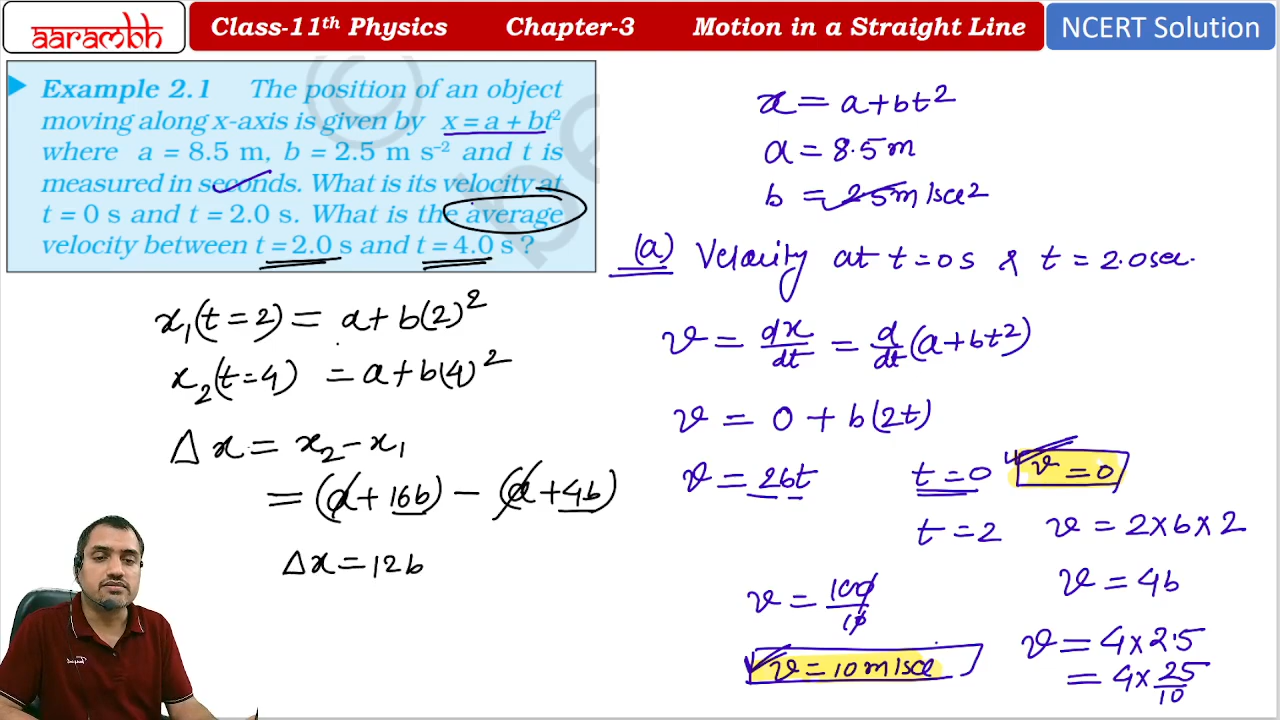 aarambh
Class-11th Physics Chapter-3 Motion in a Straight Line
NCERT Solution
Example 2.1 The position of an object
moving along x-axis is given by x = a + bt²
where a = 8.5 m, b = 2.5 m s⁻² and t is
measured in seconds. What is its velocity at
t = 0 s and t = 2.0 s. What is the average
velocity between t = 2.0 s and t = 4.0 s ?
x₁(t=2) = a+b(2)²
x₂(t=4) = a+b(4)²
Δx = x₂-x₁
= (a+16b) - (a+4b)
Δx=12b
x = a+bt²
a = 8.5m
b = 2.5m/sec²
(a) Velocity at t=0s & t=2.0sec.
v = dx/dt = d/dt(a+bt²)
v = 0 + b(2t)
v = 2bt t=0 v=0
t=2 v=2×b×2
v = 4b
v = 4×2.5
= 4×25/10
v = 100/10
v=10m/sec